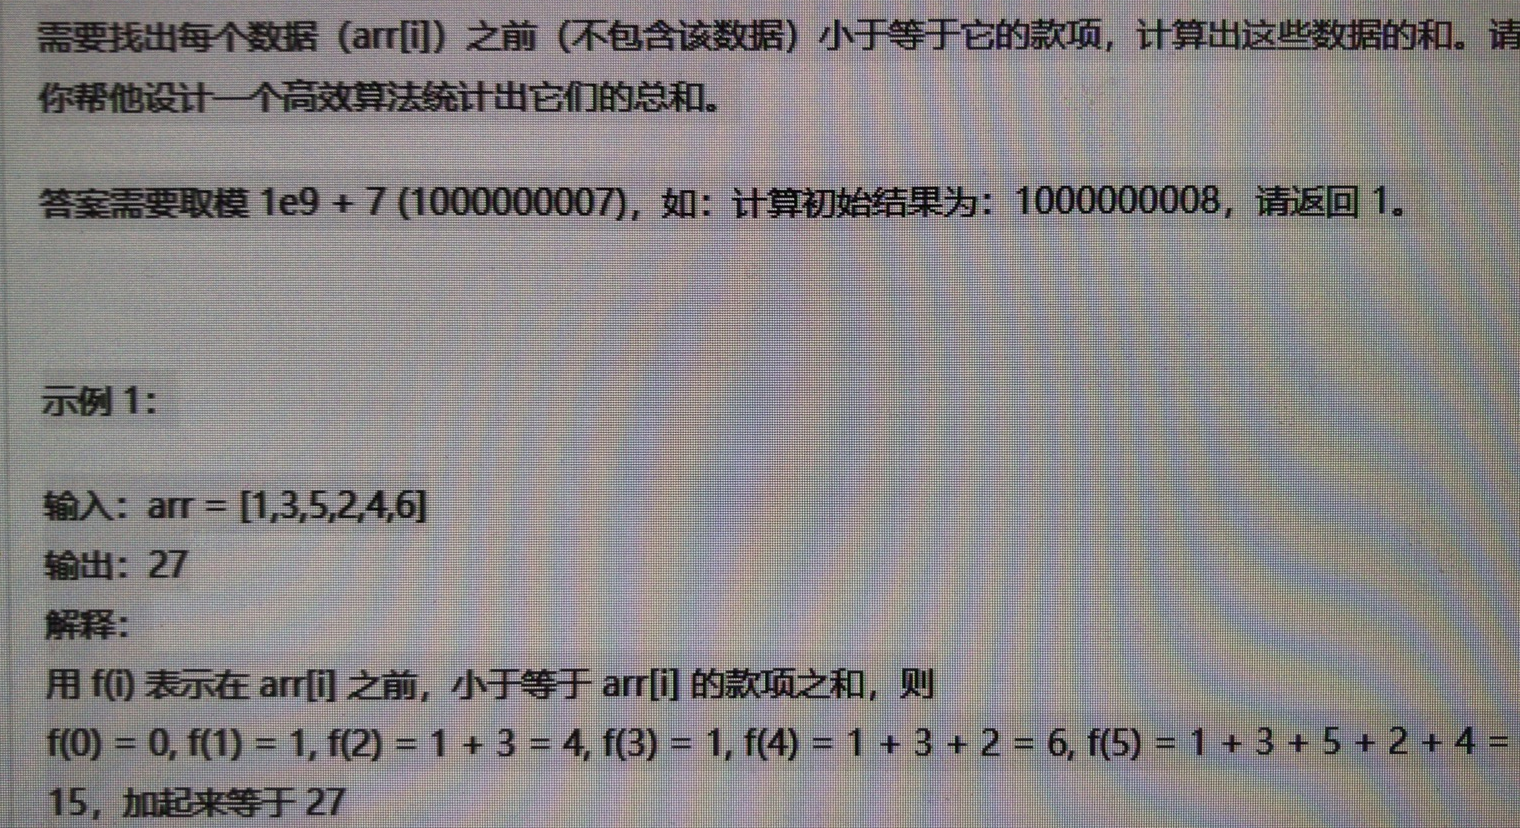 需要找出每个数据（arr[i]）之前（不包含该数据）小于等于它的款项，计算出这些数据的和。请
你帮他设计一个高效算法统计出它们的总和。
答案需要取模 1e9 + 7 (1000000007)，如：计算初始结果为：1000000008，请返回 1。
示例 1：
输入：arr = [1,3,5,2,4,6]
输出：27
解释：
用 f(i) 表示在 arr[i] 之前，小于等于 arr[i] 的款项之和，则
f(0) = 0, f(1) = 1, f(2) = 1 + 3 = 4, f(3) = 1, f(4) = 1 + 3 + 2 = 6, f(5) = 1 + 3 + 5 + 2 + 4 =
15，加起来等于 27